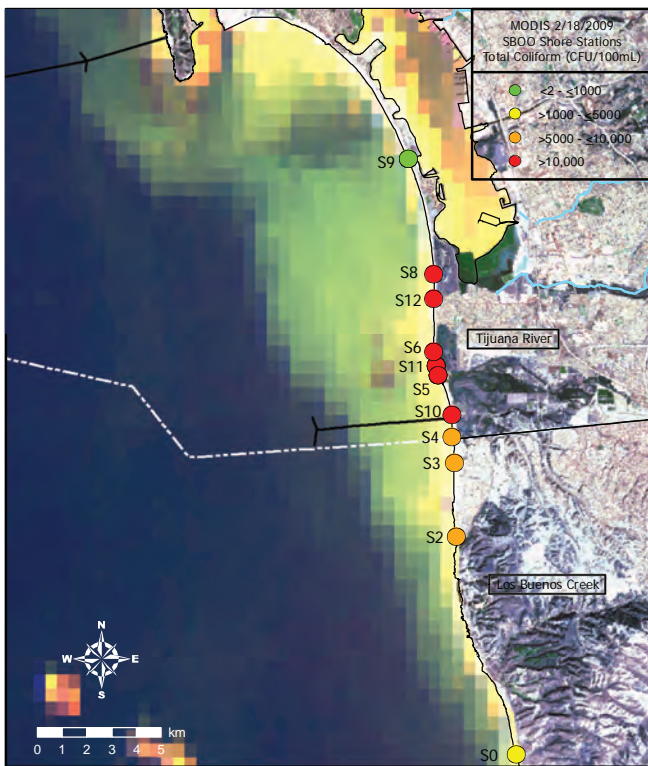 MODIS 2/18/2009
SBOO Shore Stations
Total Coliform (CFU/100mL)
<2 - ≤1000
>1000 - ≤5000
>5000 - ≤10,000
>10,000
S9
S8
S12
S6
Tijuana River
S11
S5
S10
S4
S3
S2
Los Buenos Creek
N
W E
S
km
0 1 2 3 4 5
S0